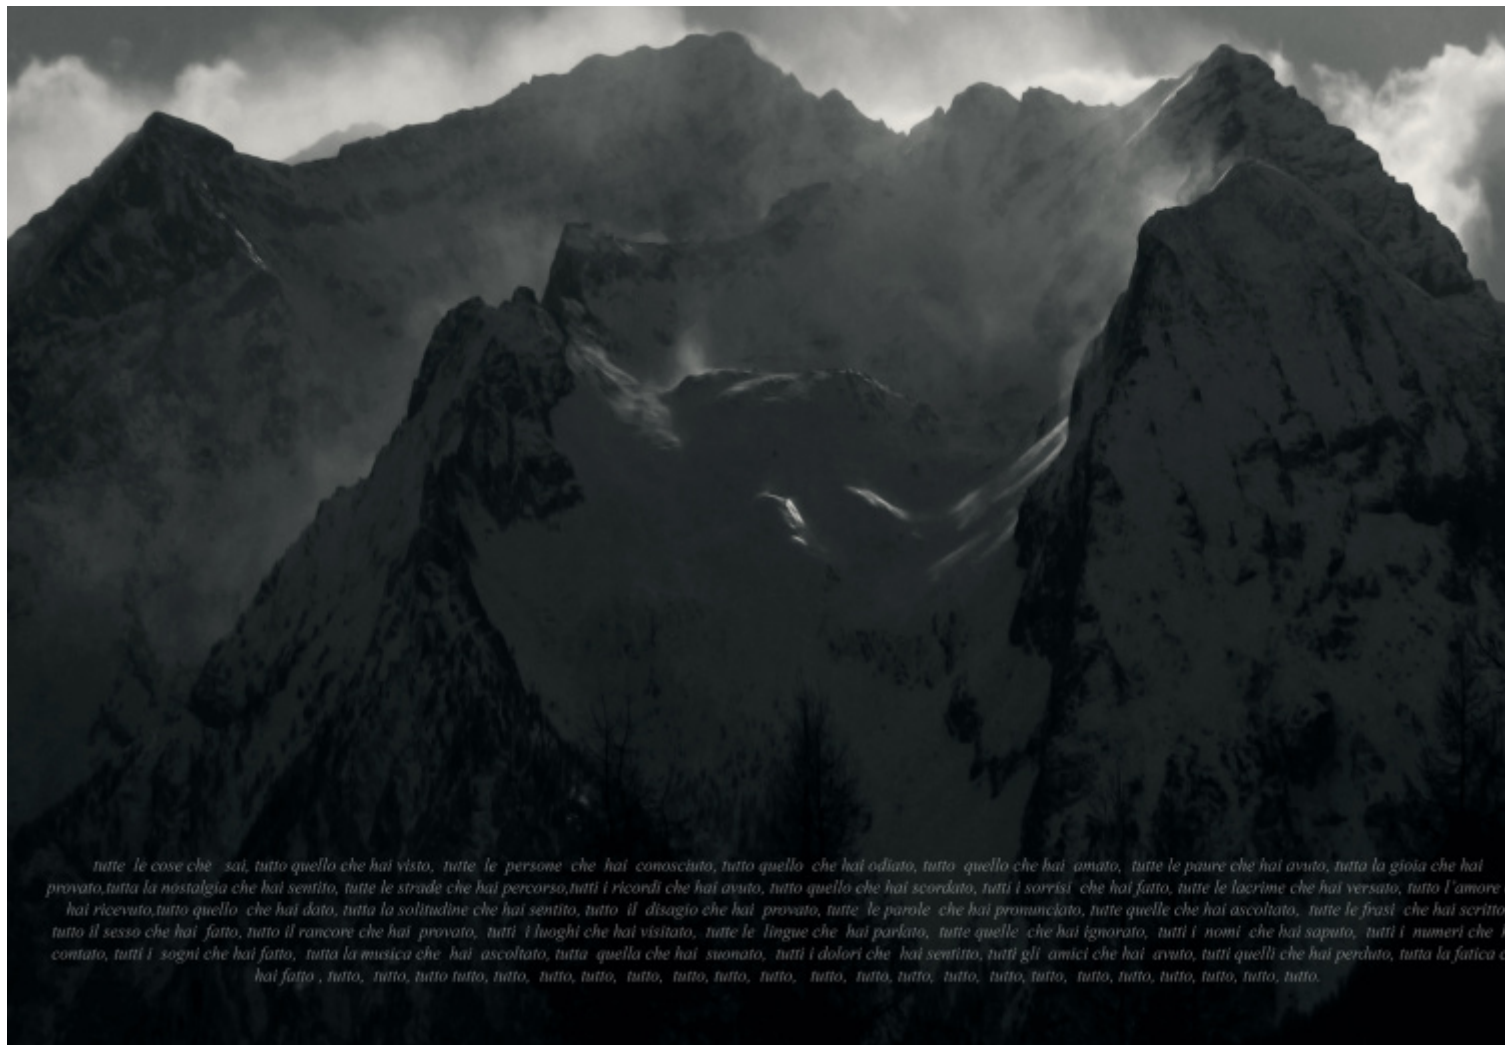 tutte le cose che sai, tutto quello che hai visto, tutte le persone che hai conosciuto, tutto quello che hai odiato, tutto quello che hai amato, tutte le paure che hai avuto, tutta la gioia che hai
provato,tutta la nostalgia che hai sentito, tutte le strade che hai percorso,tutti i ricordi che hai avuto, tutto quello che hai scordato, tutti i sorrisi che hai fatto, tutte le lacrime che hai versato, tutto l'amore
hai ricevuto,tutto quello che hai dato, tutta la solitudine che hai sentito, tutto il disagio che hai provato, tutte le parole che hai pronunciato, tutte quelle che hai ascoltato, tutte le frasi che hai scritto
tutto il sesso che hai fatto, tutto il rancore che hai provato, tutti i luoghi che hai visitato, tutte le lingue che hai parlato, tutte quelle che hai ignorato, tutti i nomi che hai saputo, tutti i numeri che
contato, tutti i sogni che hai fatto, tutta la musica che hai ascoltato, tutta quella che hai suonato, tutti i dolori che hai sentito, tutti gli amici che hai avuto, tutti quelli che hai perduto, tutta la fatica
hai fatto , tutto, tutto, tutto tutto, tutto, tutto, tutto, tutto, tutto, tutto, tutto, tutto, tutto, tutto, tutto, tutto, tutto, tutto, tutto, tutto, tutto, tutto.